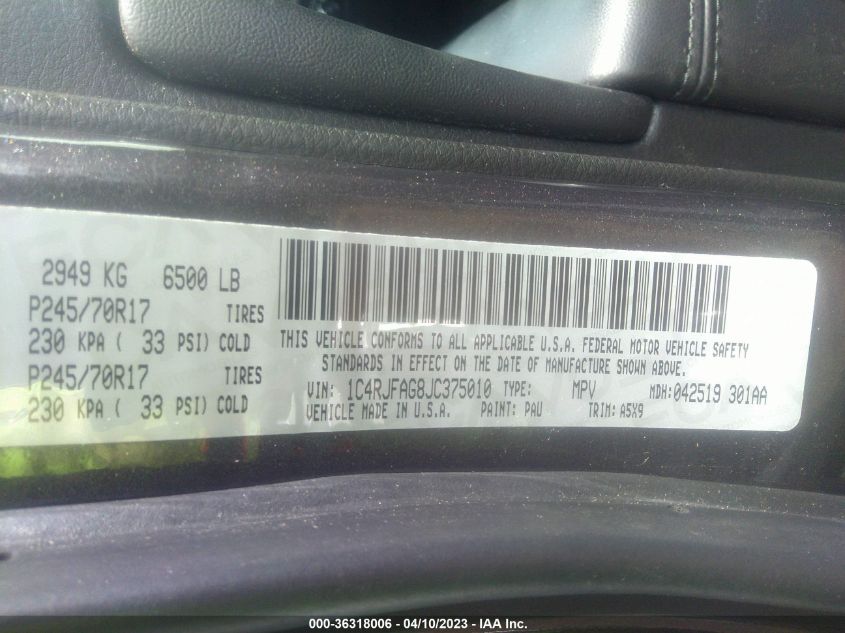 2949 KG 6500 LB
P245/70R17 TIRES
230 KPA ( 33 PSI) COLD
P245/70R17 TIRES
230 KPA ( 33 PSI) COLD
THIS VEHICLE CONFORMS TO ALL APPLICABLE U.S.A. FEDERAL MOTOR VEHICLE SAFETY
STANDARDS IN EFFECT ON THE DATE OF MANUFACTURE SHOWN ABOVE.
VIN: 1C4RJFAG8JC375010 TYPE: MPV MDH: 042519 301AA
VEHICLE MADE IN U.S.A. PAINT: PAU TRIM: A5X9
000-36318006 - 04/10/2023 - IAA Inc.